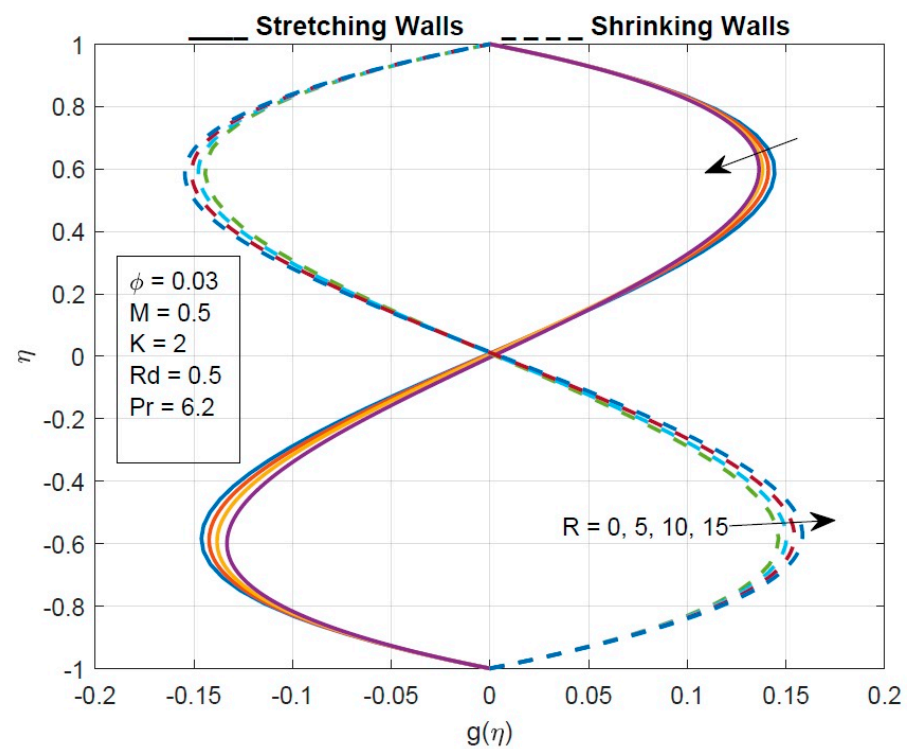 ___ Stretching Walls _ _ _ _ Shrinking Walls
1
0.8
0.6
0.4
0.2
0
-0.2
-0.4
-0.6
-0.8
-1
η
ϕ = 0.03
M = 0.5
K = 2
Rd = 0.5
Pr = 6.2
R = 0, 5, 10, 15
-0.2 -0.15 -0.1 -0.05 0 0.05 0.1 0.15 0.2
g(η)